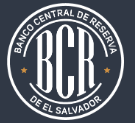 BANCO CENTRAL DE RESERVA
BCR
DE EL SALVADOR